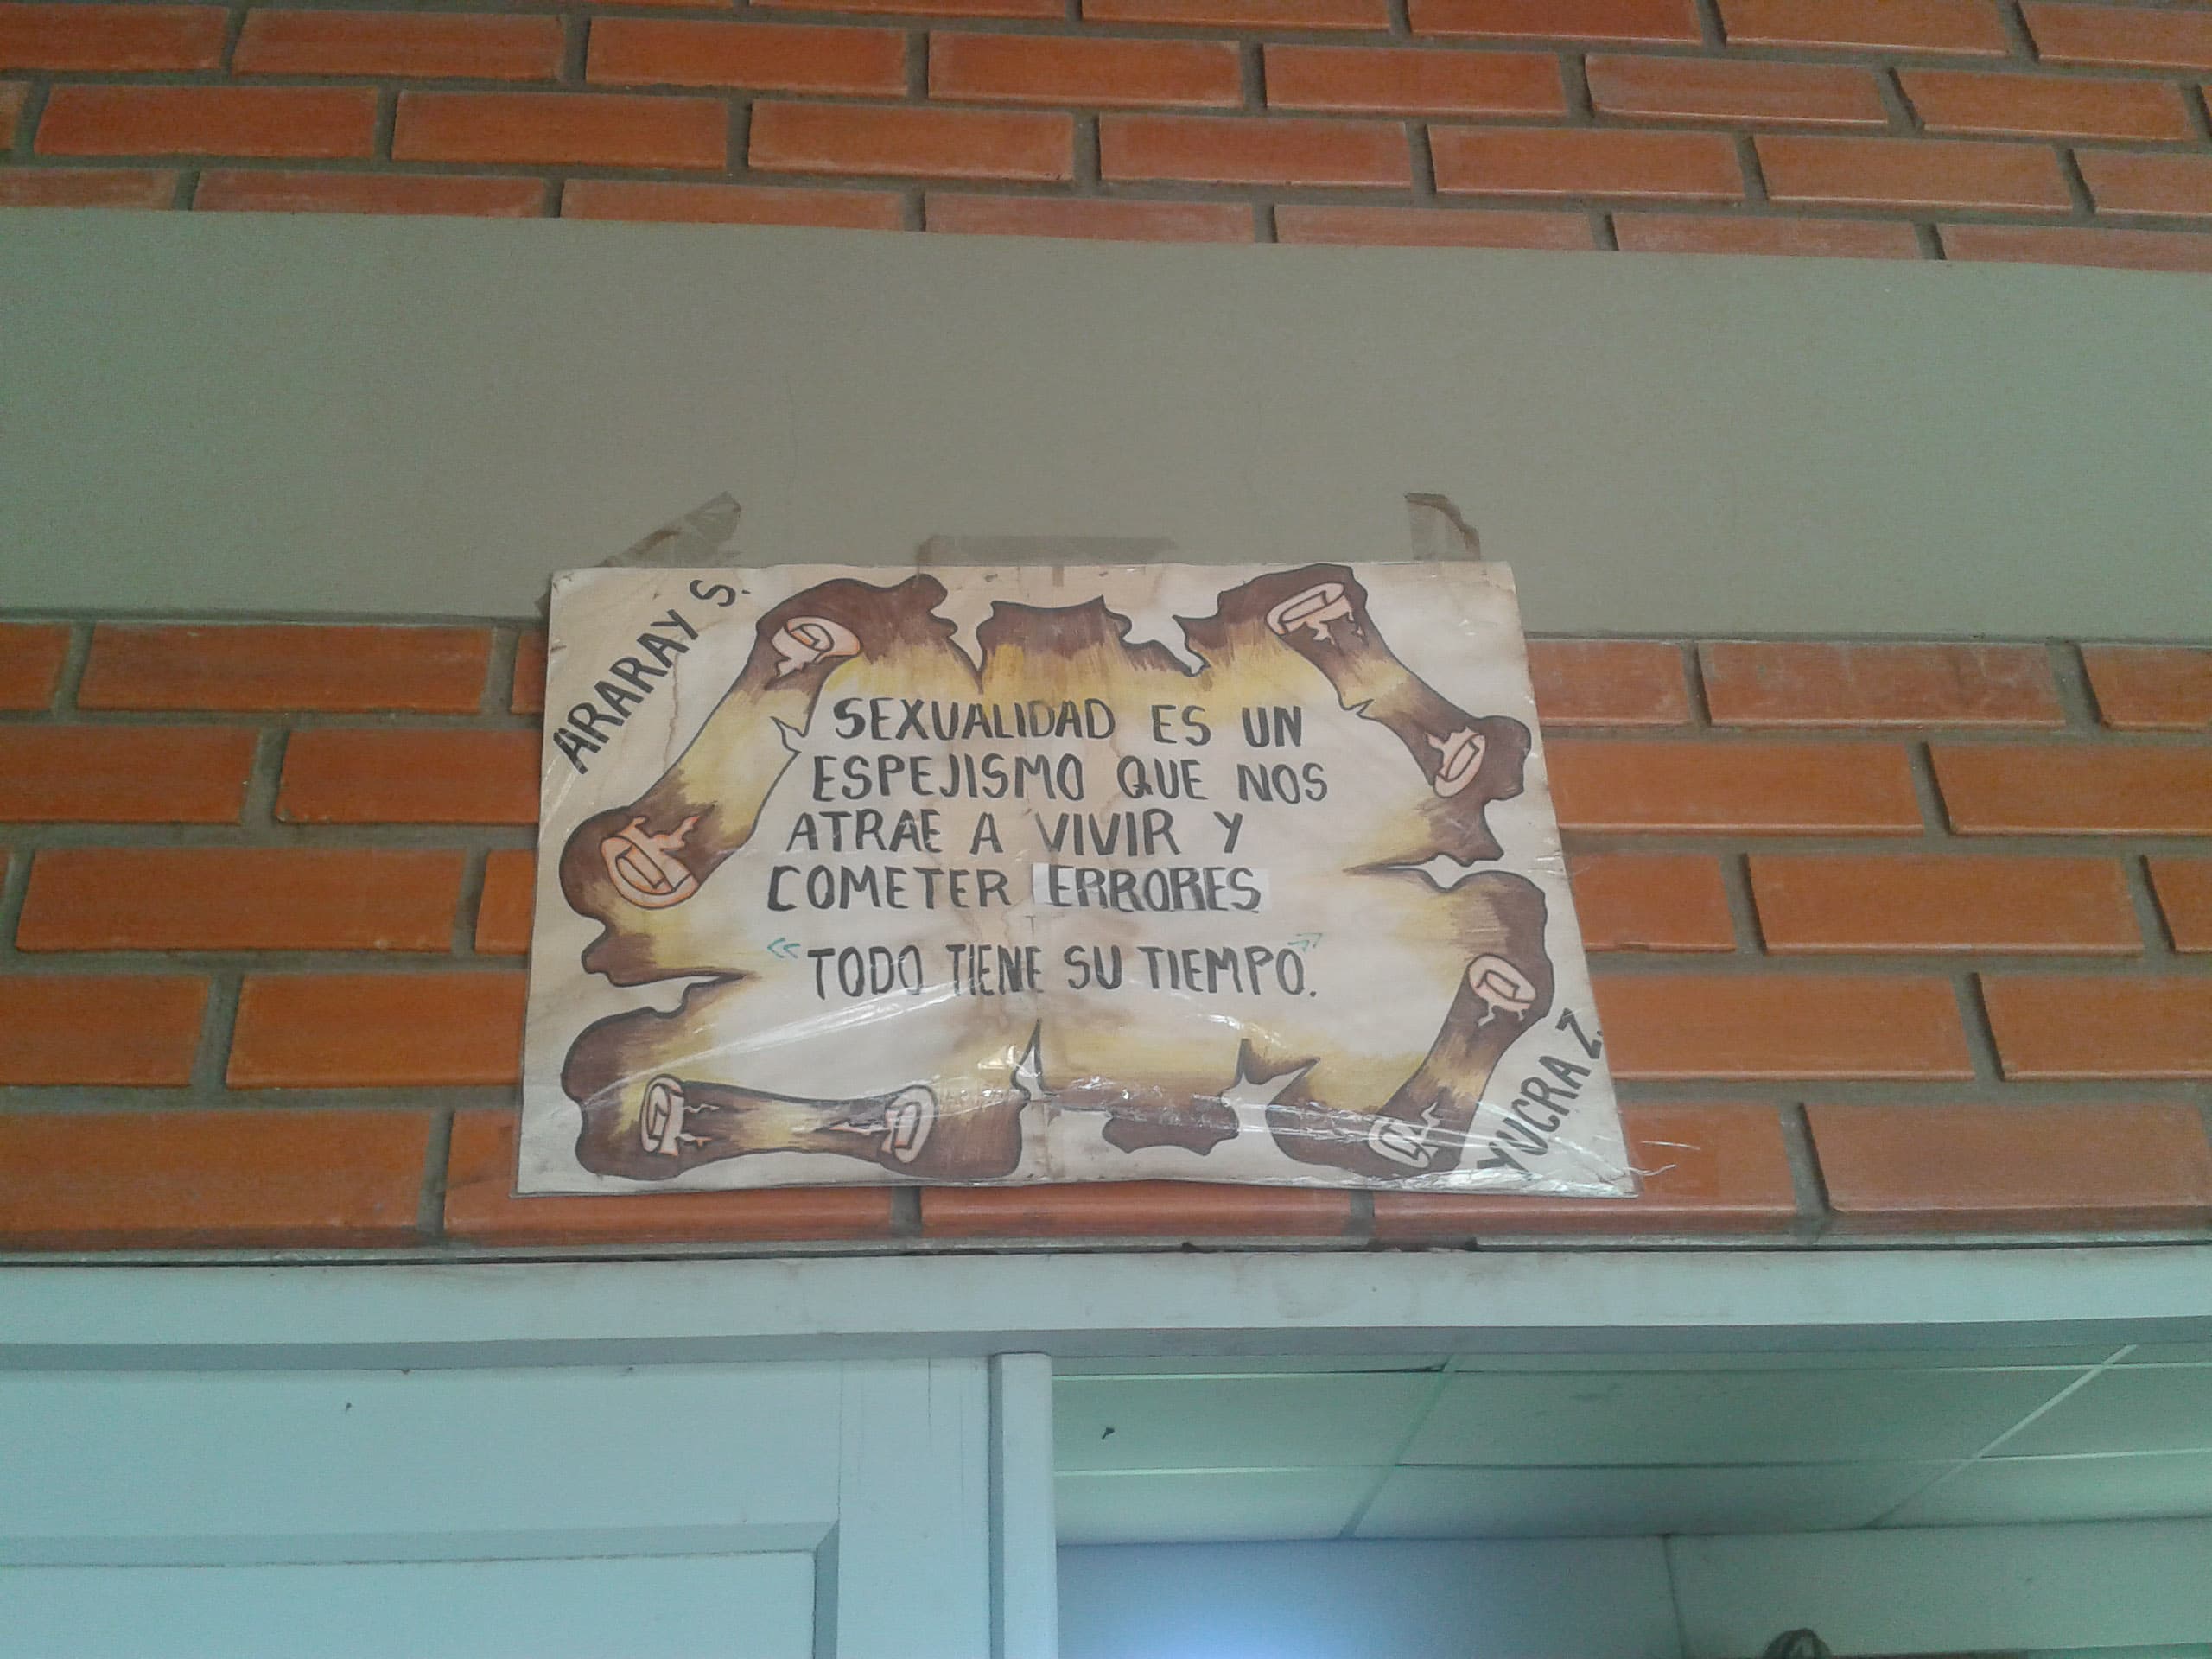 ARARAY S.
SEXUALIDAD ES UN
ESPEJISMO QUE NOS
ATRAE A VIVIR Y
COMETER ERRORES
"TODO TIENE SU TIEMPO."
YUCRA Z.